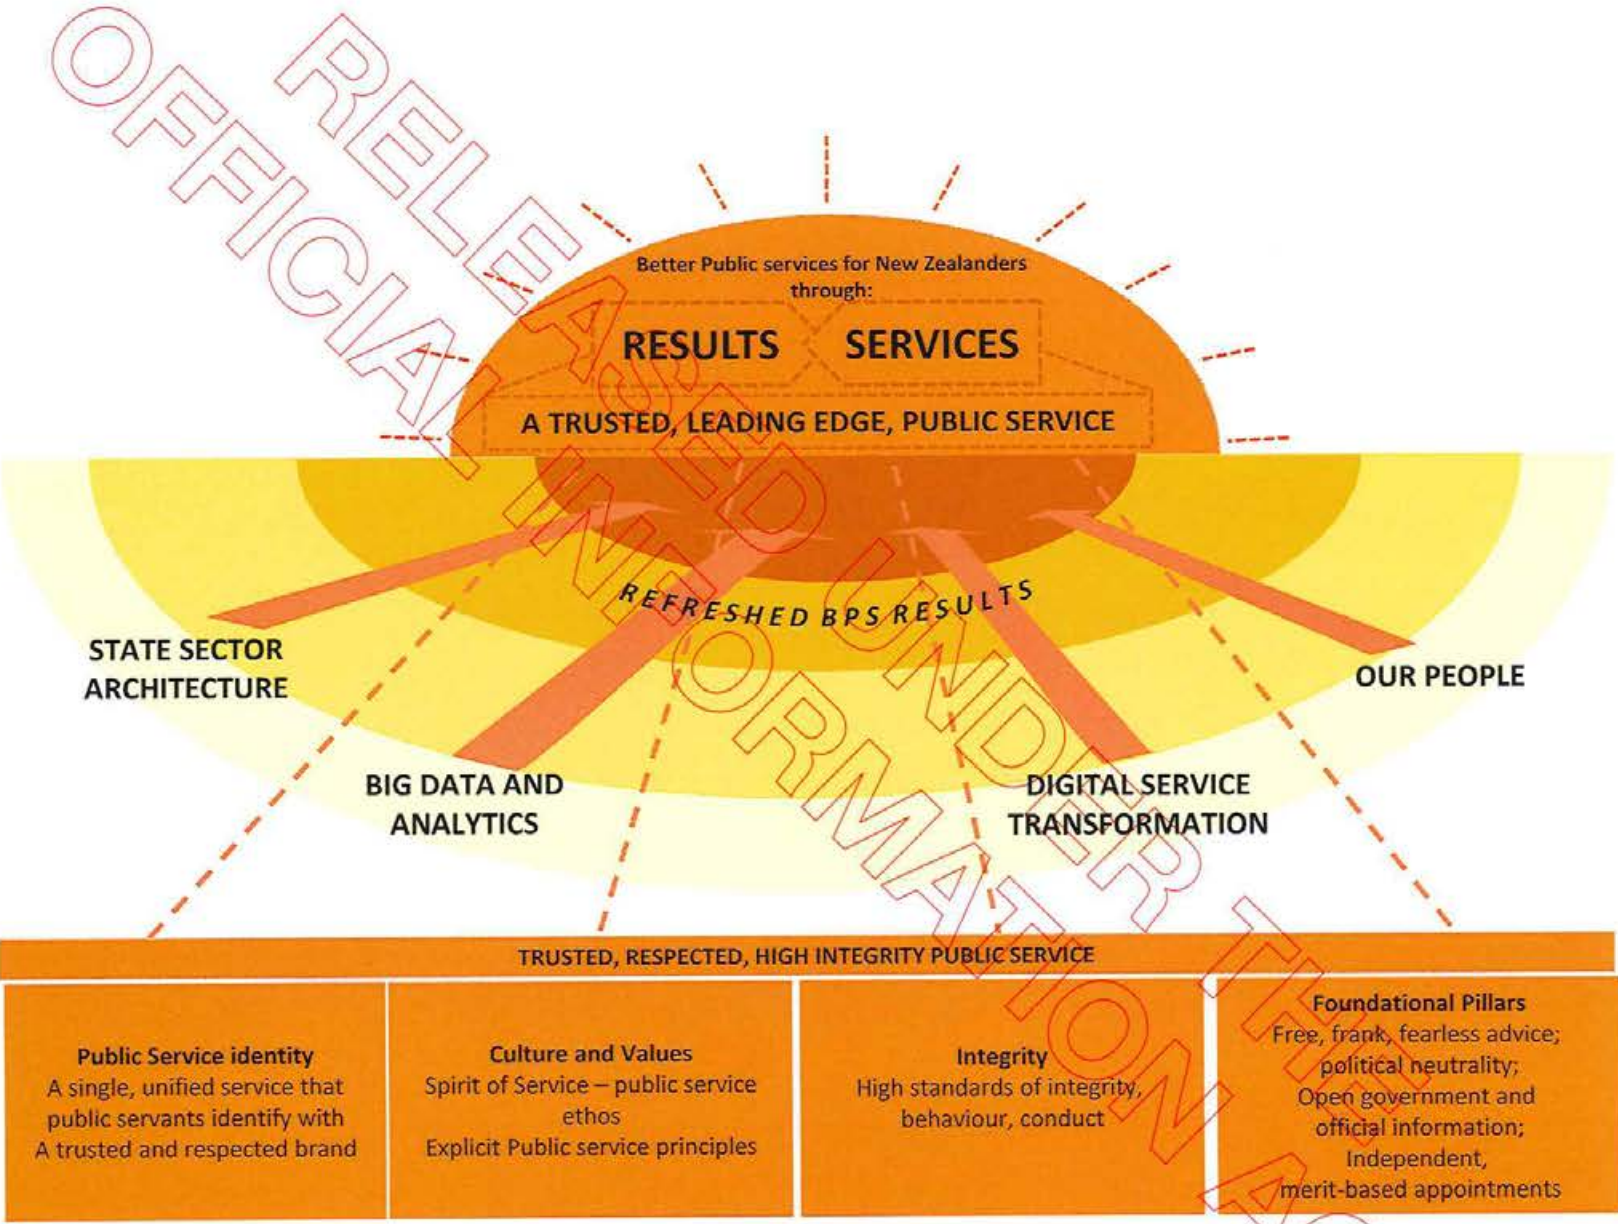 RELEASED UNDER THE
OFFICIAL INFORMATION AC
Better Public services for New Zealanders
through:
RESULTS SERVICES
A TRUSTED, LEADING EDGE, PUBLIC SERVICE
REFRESHED BPS RESULTS
STATE SECTOR
ARCHITECTURE
BIG DATA AND
ANALYTICS
DIGITAL SERVICE
TRANSFORMATION
OUR PEOPLE
TRUSTED, RESPECTED, HIGH INTEGRITY PUBLIC SERVICE
Public Service identity
A single, unified service that
public servants identify with
A trusted and respected brand
Culture and Values
Spirit of Service – public service
ethos
Explicit Public service principles
Integrity
High standards of integrity,
behaviour, conduct
Foundational Pillars
Free, frank, fearless advice;
political neutrality;
Open government and
official information;
Independent,
merit-based appointments